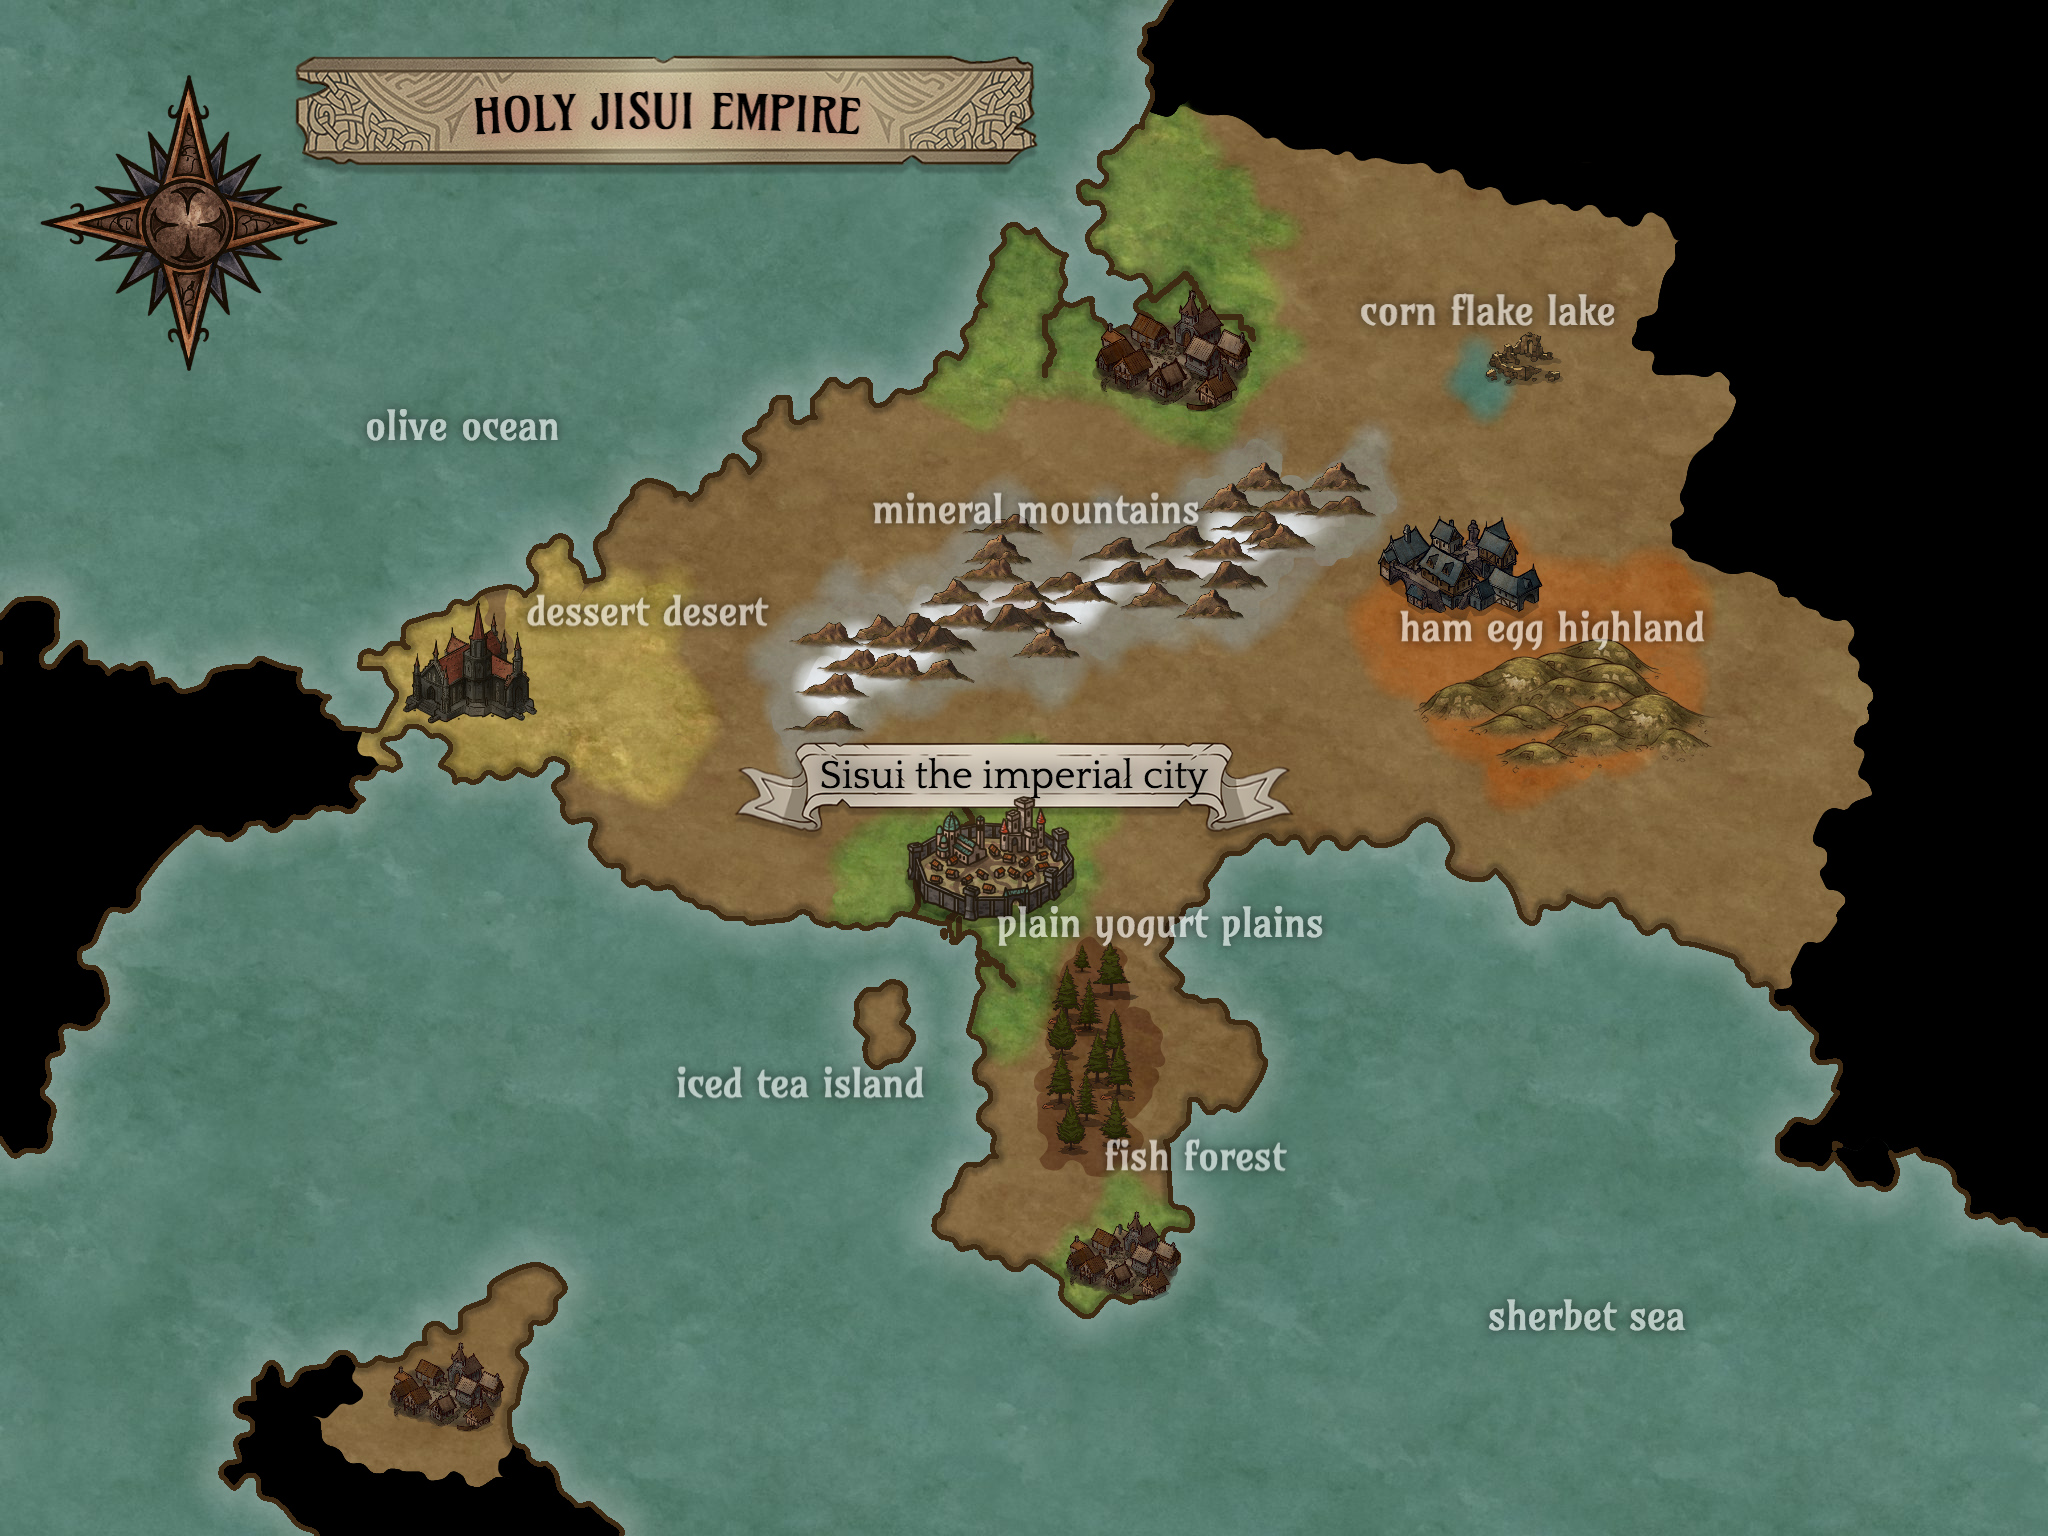 HOLY JISUI EMPIRE
corn flake lake
olive ocean
mineral mountains
dessert desert
ham egg highland
Sisui the imperial city
plain yogurt plains
iced tea island
fish forest
sherbet sea